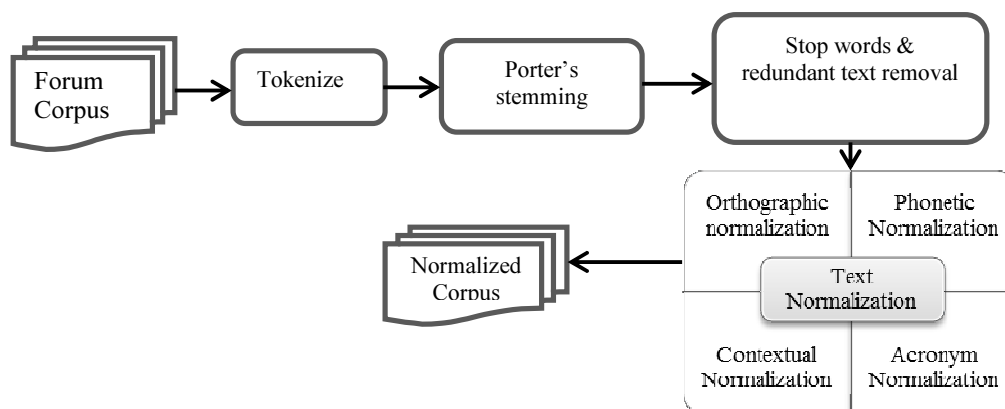 Forum
Corpus
Tokenize
Porter's
stemming
Stop words &
redundant text removal
Orthographic
normalization
Phonetic
Normalization
Text
Normalization
Contextual
Normalization
Acronym
Normalization
Normalized
Corpus